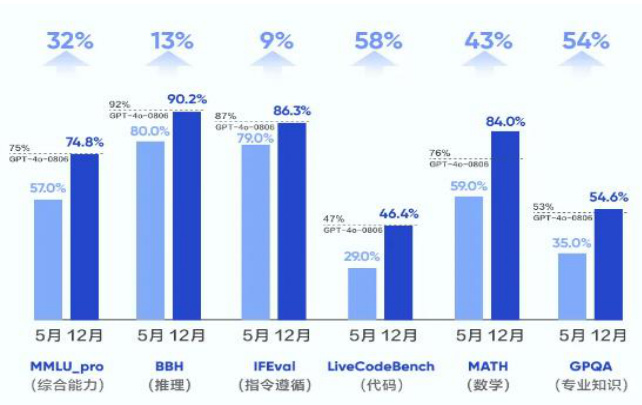 32% 13% 9% 58% 43% 54%
75%
GPT-4o-0806
57.0%
74.8%
92%
GPT-4o-0806
80.0%
90.2%
87%
GPT-4o-0806
79.0%
86.3%
47%
GPT-4o-0806
29.0%
46.4%
76%
GPT-4o-0806
59.0%
84.0%
53%
GPT-4o-0806
35.0%
54.6%
5月 12月 5月 12月 5月 12月 5月 12月 5月 12月 5月 12月
MMLU_pro BBH IFEval LiveCodeBench MATH GPQA
(综合能力) (推理) (指令遵循) (代码) (数学) (专业知识)